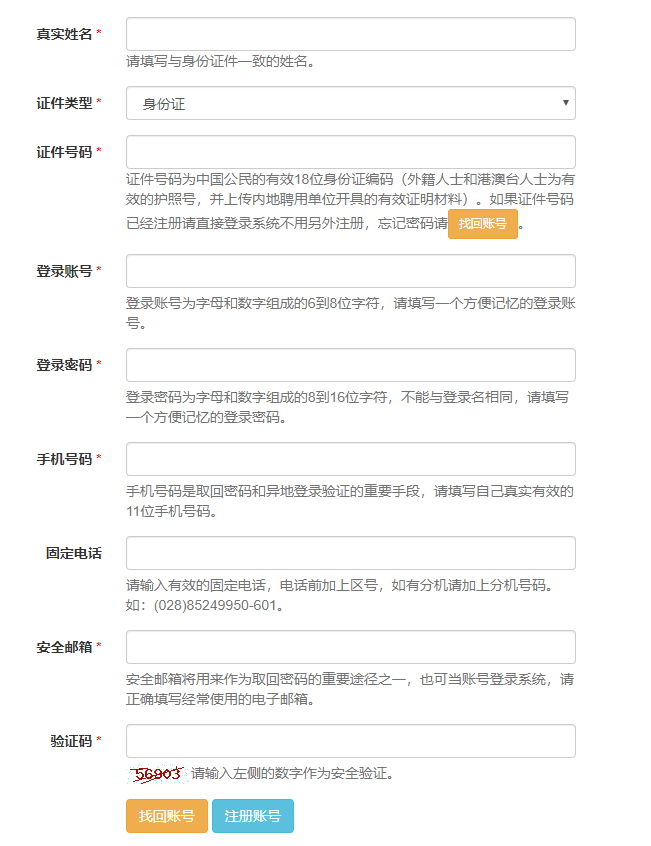 真实姓名 *
请填写与身份证件一致的姓名。
证件类型 *
身份证
证件号码 *
证件号码为中国公民的有效18位身份证编码（外籍人士和港澳台人士为有
效的护照号，并上传内地聘用单位开具的有效证明材料）。如果证件号码
已经注册请直接登录系统不用另外注册，忘记密码请 找回账号 。
登录账号 *
登录账号为字母和数字组成的6到8位字符，请填写一个方便记忆的登录账
号。
登录密码 *
登录密码为字母和数字组成的8到16位字符，不能与登录名相同，请填写
一个方便记忆的登录密码。
手机号码 *
手机号码是取回密码和异地登录验证的重要手段，请填写自己真实有效的
11位手机号码。
固定电话
请输入有效的固定电话，电话前加上区号，如有分机请加上分机号码。
如：(028)85249950-601。
安全邮箱 *
安全邮箱将用来作为取回密码的重要途径之一，也可当账号登录系统，请
正确填写经常使用的电子邮箱。
验证码 *
56903 请输入左侧的数字作为安全验证。
找回账号 注册账号